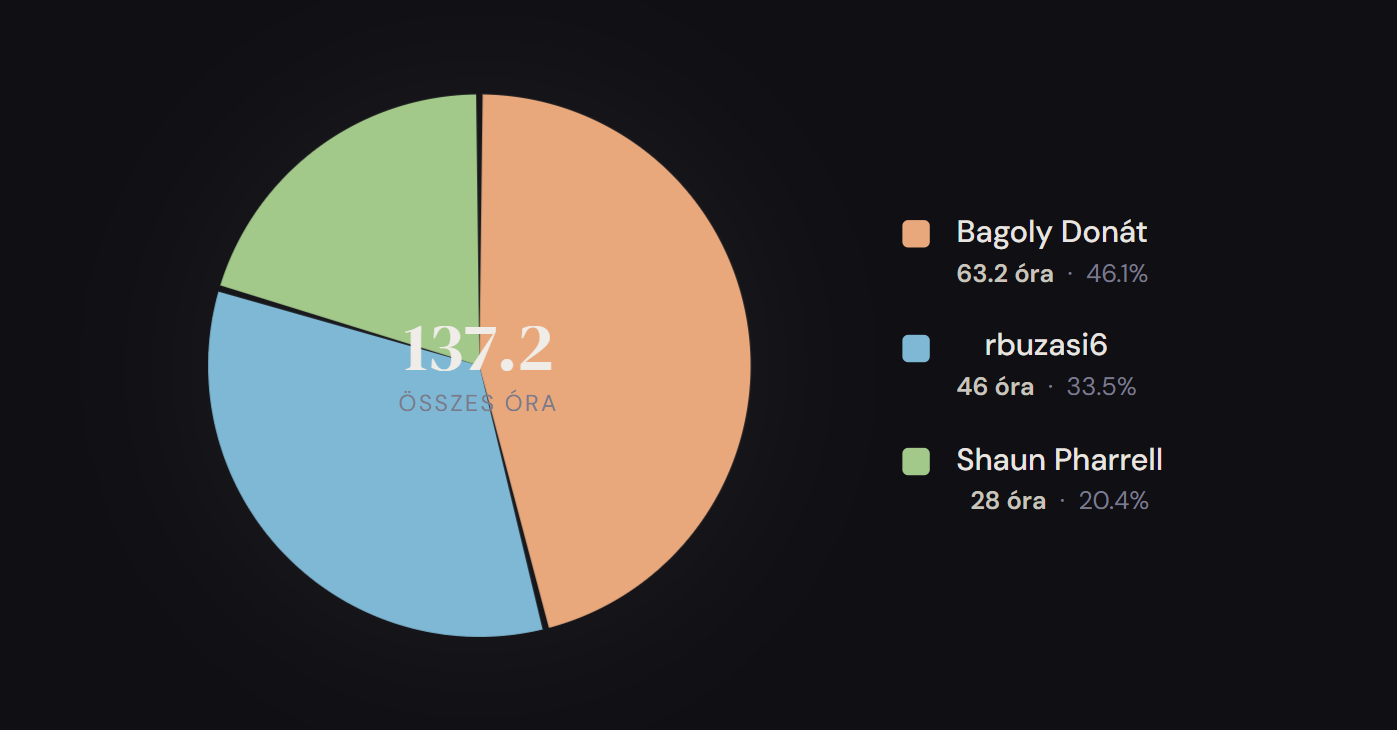 137.2
ÖSSZES ÓRA
Bagoly Donát
63.2 óra · 46.1%
rbuzasi6
46 óra · 33.5%
Shaun Pharrell
28 óra · 20.4%